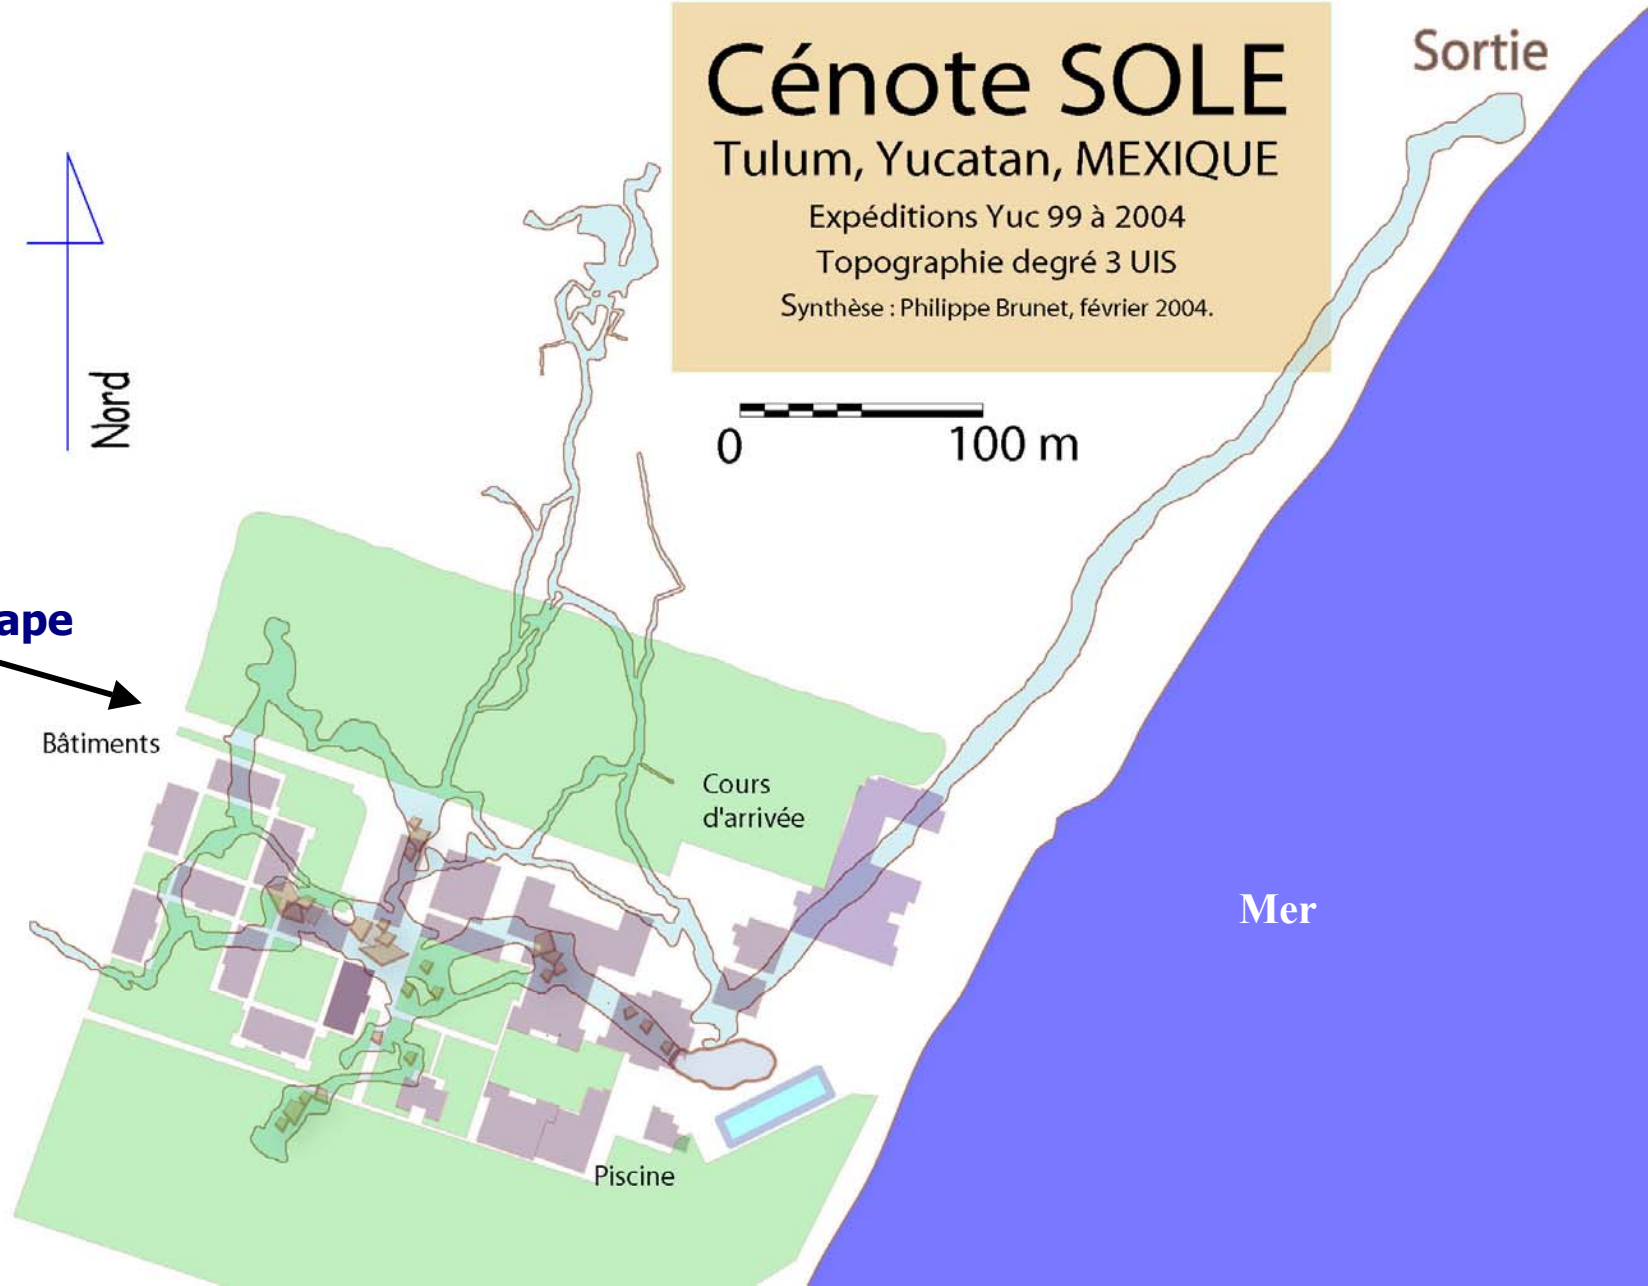 Cénote SOLE
Tulum, Yucatan, MEXIQUE
Expéditions Yuc 99 à 2004
Topographie degré 3 UIS
Synthèse : Philippe Brunet, février 2004.
Sortie
Nord
0 100 m
ape
Bâtiments
Cours
d'arrivée
Mer
Piscine